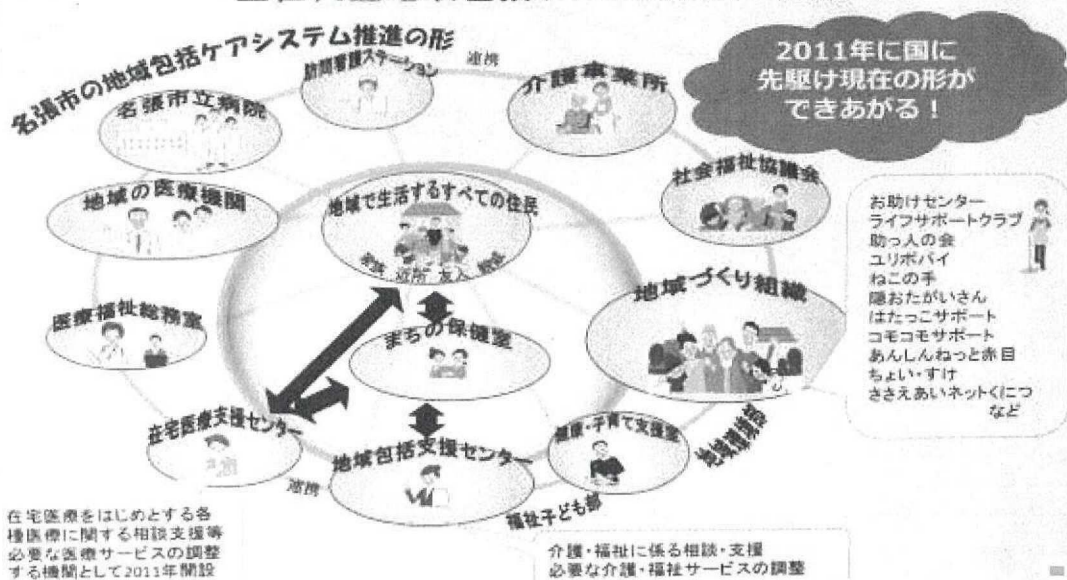 名張市の地域包括ケアシステム推進の形
2011年に国に
先駆け現在の形が
できあがる!
訪問看護ステーション
連携
介護事業所
名張市立病院
社会福祉協議会
地域の医療機関
地域で生活するすべての住民
家族 近所 友人
お助けセンター
ライフサポートクラブ
助っ人の会
ユリボバイ
ねこの手
隠おたがいさん
はたっこサポート
コモコモサポート
あんしんねっと赤目
ちょい・すけ
ささえあいネットくにつ
など
地域づくり組織
医療福祉総務室
まちの保健室
在宅医療支援センター
地域包括支援センター
健康・子育て支援室
地域環境部
連携
福祉子ども部
在宅医療をはじめとする各
種医療に関する相談支援等
必要な医療サービスの調整
する機関として2011年開設
介護・福祉に係る相談・支援
必要な介護・福祉サービスの調整